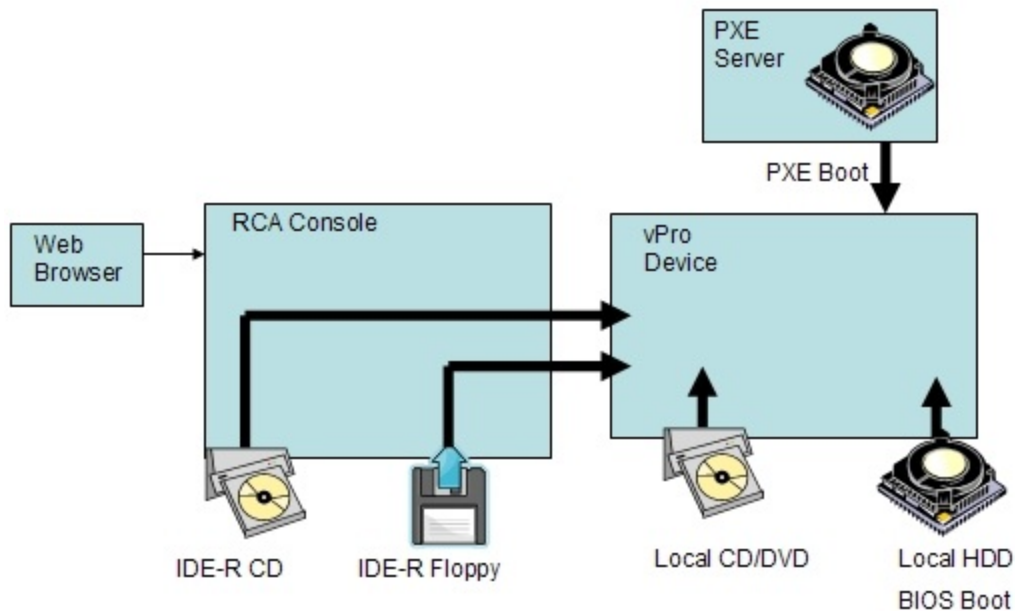 PXE
Server
PXE Boot
Web
Browser
RCA Console
vPro
Device
IDE-R CD
IDE-R Floppy
Local CD/DVD
Local HDD
BIOS Boot